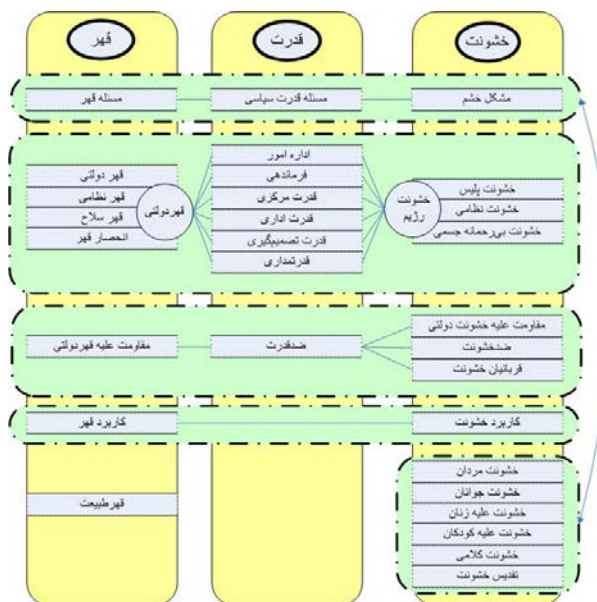 خشونت
قدرت
قهر
مشکل خشم
مسئله قدرت سیاسی
مسئله قهر
خشونت پلیس
خشونت نظامی
خشونت بی‌رحمانه جسمی
خشونت
رژیم
اداره امور
فرماندهی
قدرت مرکزی
قدرت اداری
قدرت تصمیم‌گیری
قدرتمداری
قهردولتی
قهر دولتی
قهر نظامی
قهر سلاح
انحصار قهر
مقاومت علیه خشونت دولتی
ضدخشونت
قربانیان خشونت
ضدقدرت
مقاومت علیه قهردولتی
کاربرد خشونت
کاربرد قهر
خشونت مردان
خشونت جوانان
خشونت علیه زنان
خشونت علیه کودکان
خشونت کلامی
تقدیس خشونت
قهرطبیعت